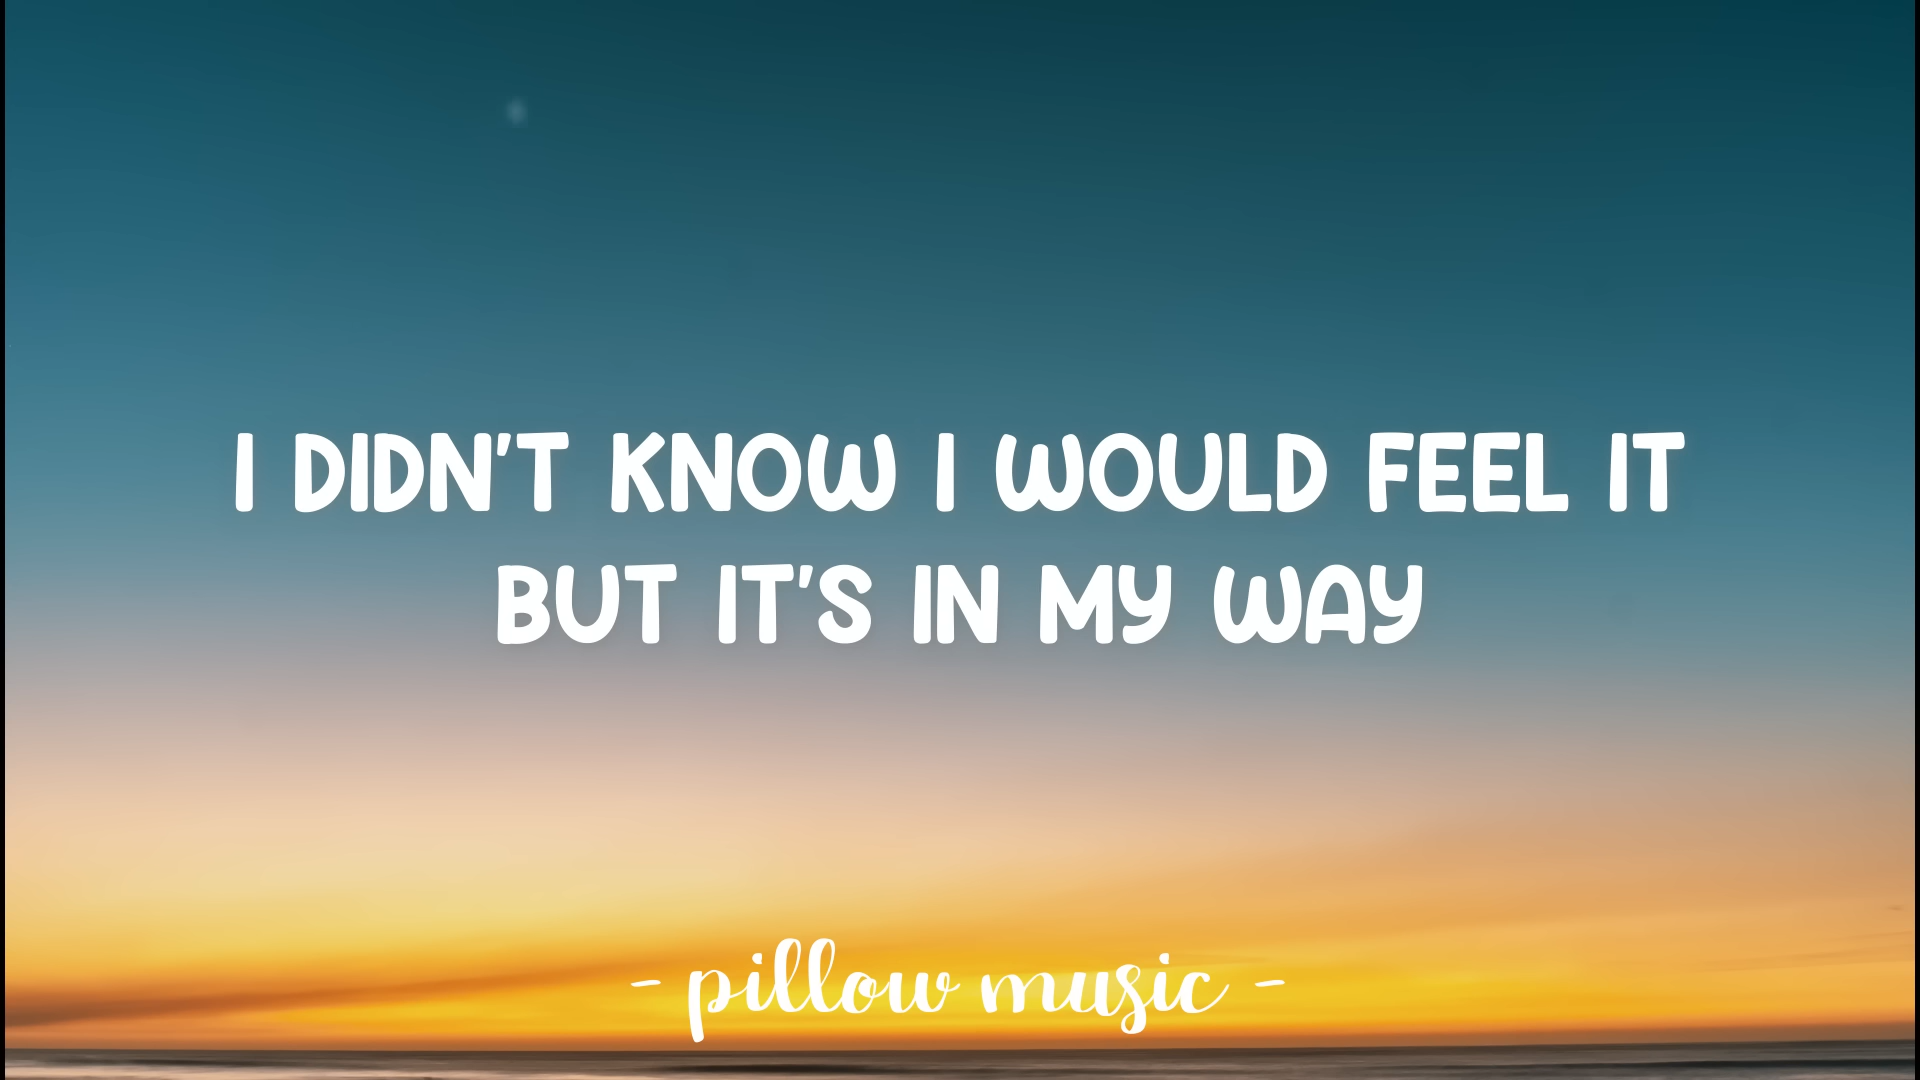 I DIDN'T KNOW I WOULD FEEL IT
BUT IT'S IN MY WAY
- pillow music -